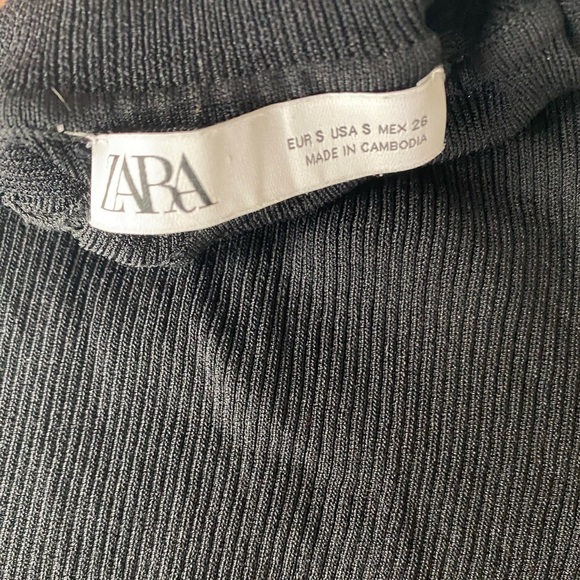 ZARA
EUR S USA S MEX 26
MADE IN CAMBODIA